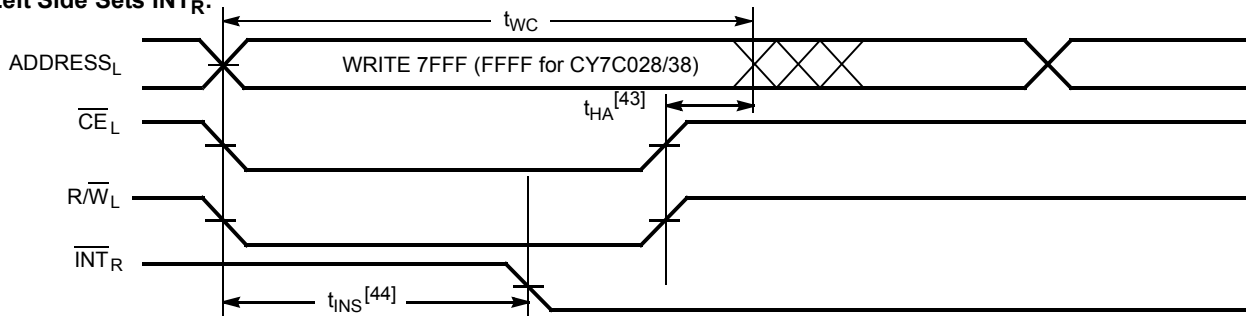 Left Side Sets INTR:
tWC
ADDRESSL
WRITE 7FFF (FFFF for CY7C028/38)
tHA[43]
CEL
R/WL
INTR
tINS[44]